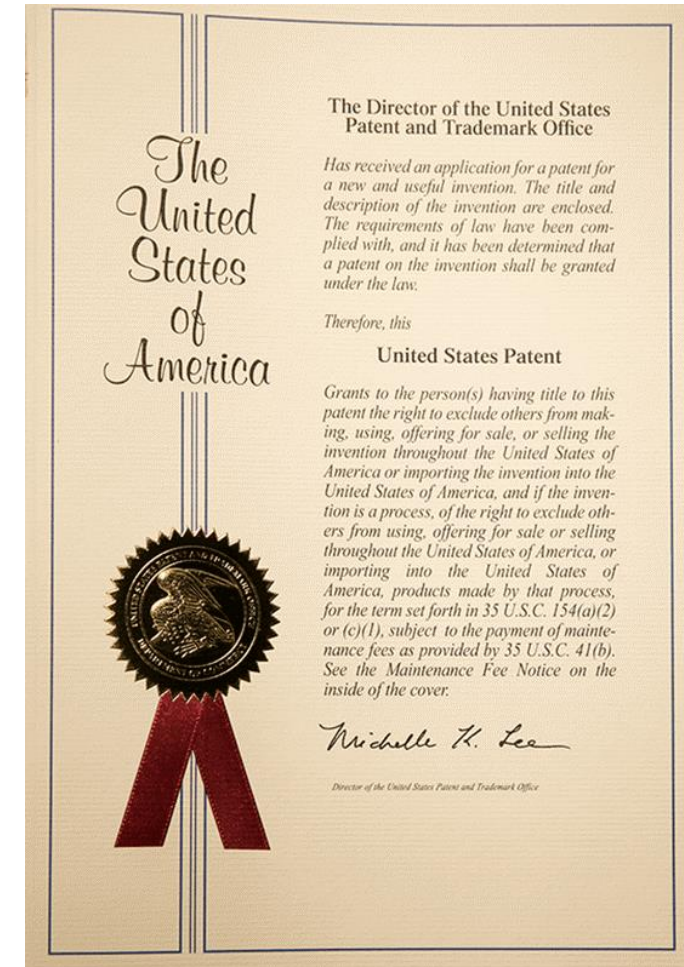 The
United
States
of
America
The Director of the United States
Patent and Trademark Office
Has received an application for a patent for
a new and useful invention. The title and
description of the invention are enclosed.
The requirements of law have been com-
plied with, and it has been determined that
a patent on the invention shall be granted
under the law.
Therefore, this
United States Patent
Grants to the person(s) having title to this
patent the right to exclude others from mak-
ing, using, offering for sale, or selling the
invention throughout the United States of
America or importing the invention into the
United States of America, and if the inven-
tion is a process, of the right to exclude oth-
ers from using, offering for sale or selling
throughout the United States of America, or
importing into the United States of
America, products made by that process,
for the term set forth in 35 U.S.C. 154(a)(2)
or (c)(1), subject to the payment of mainte-
nance fees as provided by 35 U.S.C. 41(b).
See the Maintenance Fee Notice on the
inside of the cover.
Michelle K. Lee
Director of the United States Patent and Trademark Office
UNITED STATES PATENT AND TRADEMARK OFFICE
DEPARTMENT OF COMMERCE